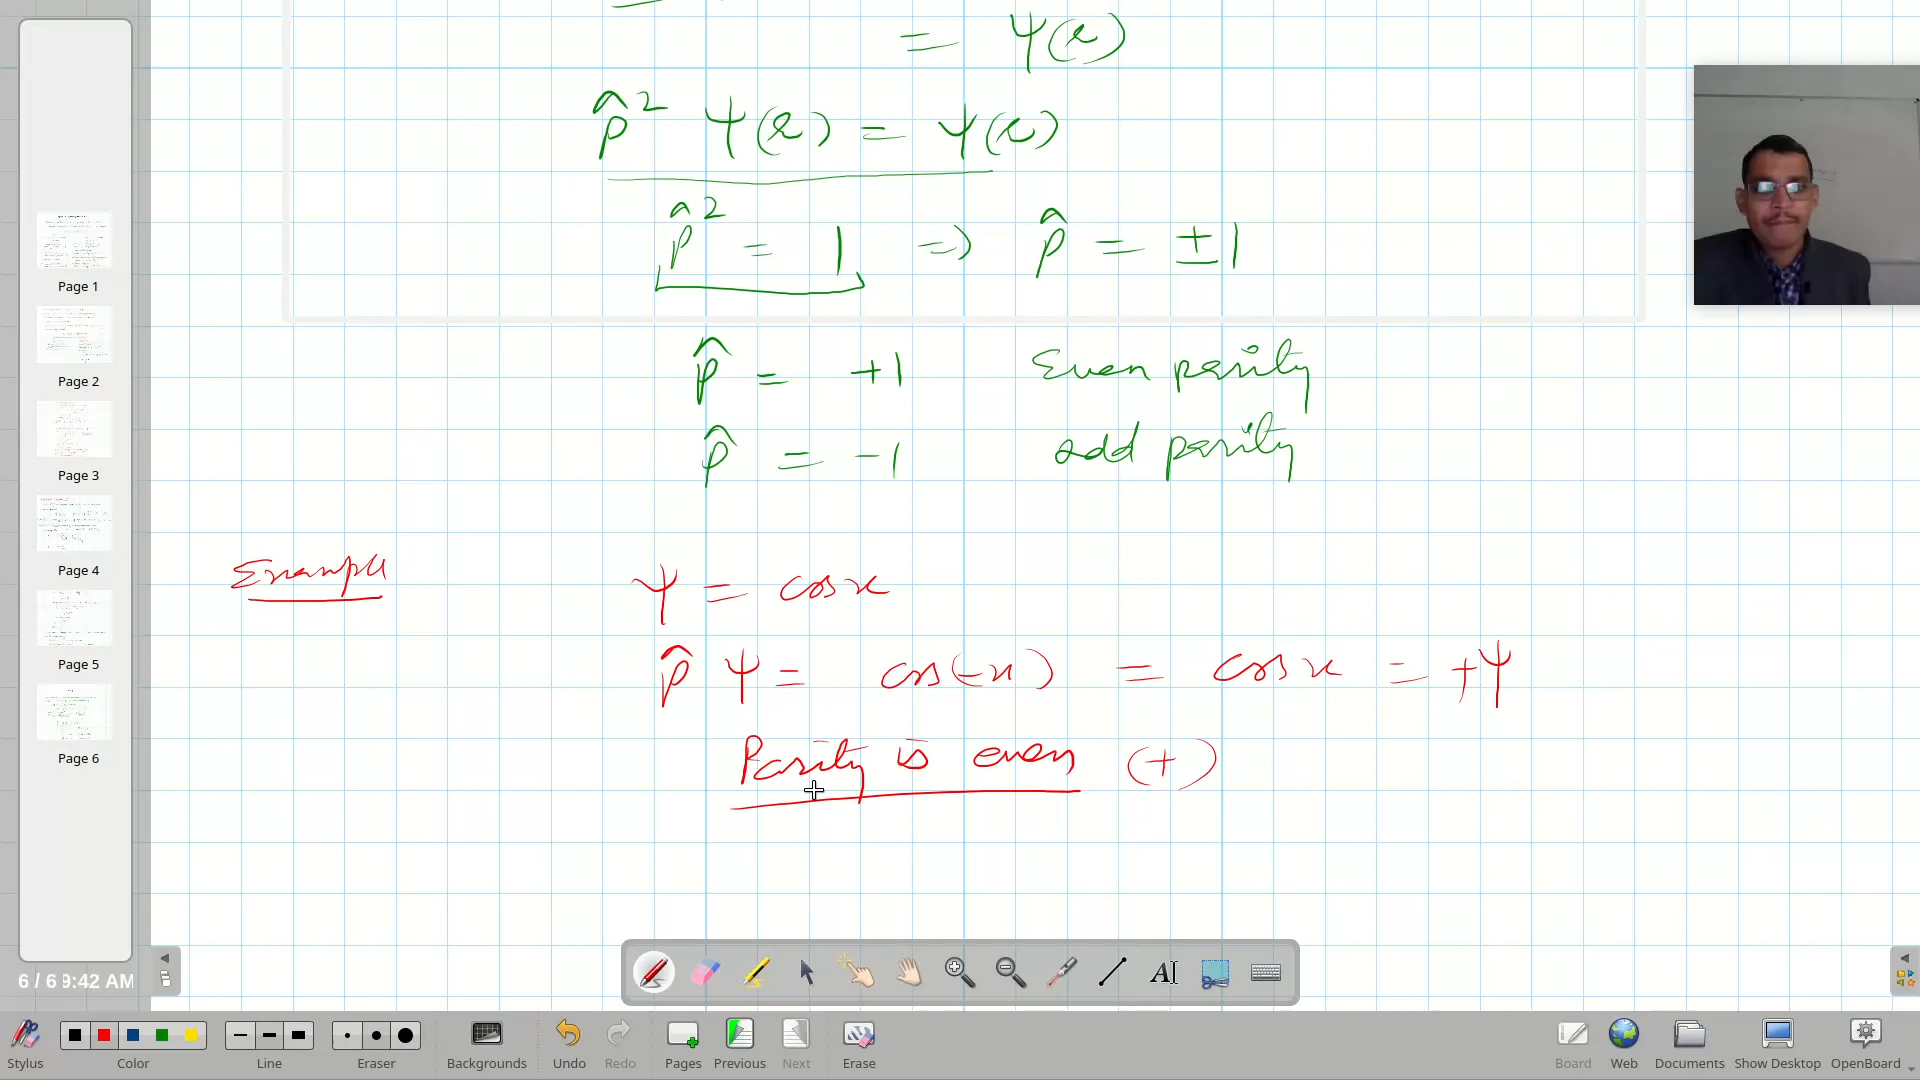 = ψ(r)
p̂² ψ(r) = ψ(r)
p̂² = 1 => p̂ = ±1
p̂ = +1 Even parity
p̂ = -1 odd parity
Example
ψ = cos x
p̂ ψ = cos(-x) = cos x = +ψ
Parity is even (+)
Page 1
Page 2
Page 3
Page 4
Page 5
Page 6
6 / 6 9:42 AM
AI
Stylus Color Line Eraser Backgrounds Undo Redo Pages Previous Next Erase Board Web Documents Show Desktop OpenBoard